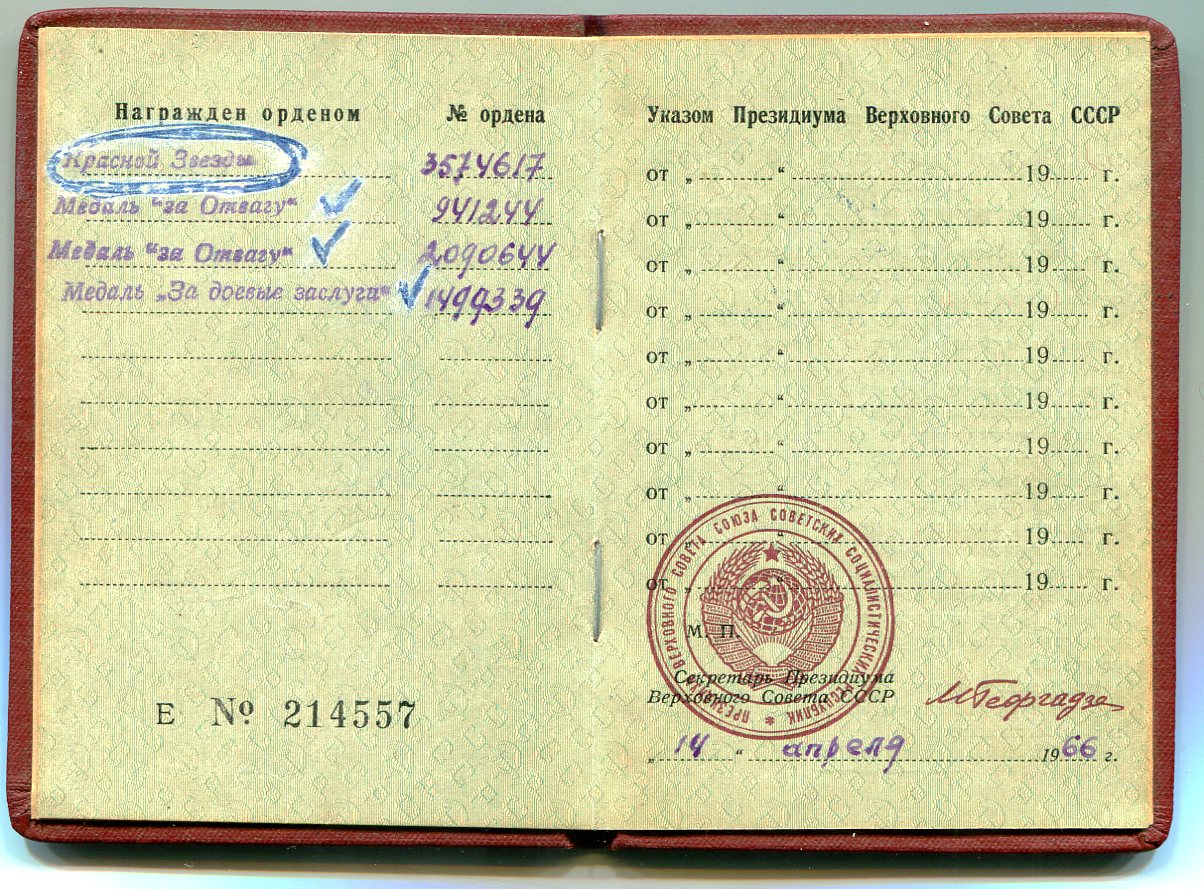 Награжден орденом № ордена
Красной Звезды 3574617
Медаль "за Отвагу" 941244
Медаль "за Отвагу" 2090644
Медаль „За боевые заслуги" 1499339
Е № 214557
Указом Президиума Верховного Совета СССР
от „ “ 19 г.
от „ “ 19 г.
от „ “ 19 г.
от „ “ 19 г.
от „ “ 19 г.
от „ “ 19 г.
от „ “ 19 г.
от „ “ 19 г.
от „ “ 19 г.
от „ “ 19 г.
ПРЕЗИДИУМ ВЕРХОВНОГО СОВЕТА СОЮЗА СОВЕТСКИХ СОЦИАЛИСТИЧЕСКИХ РЕСПУБЛИК
М. П.
Секретарь Президиума
Верховного Совета СССР МГеоргадзе
„14“ апреля 1966 г.